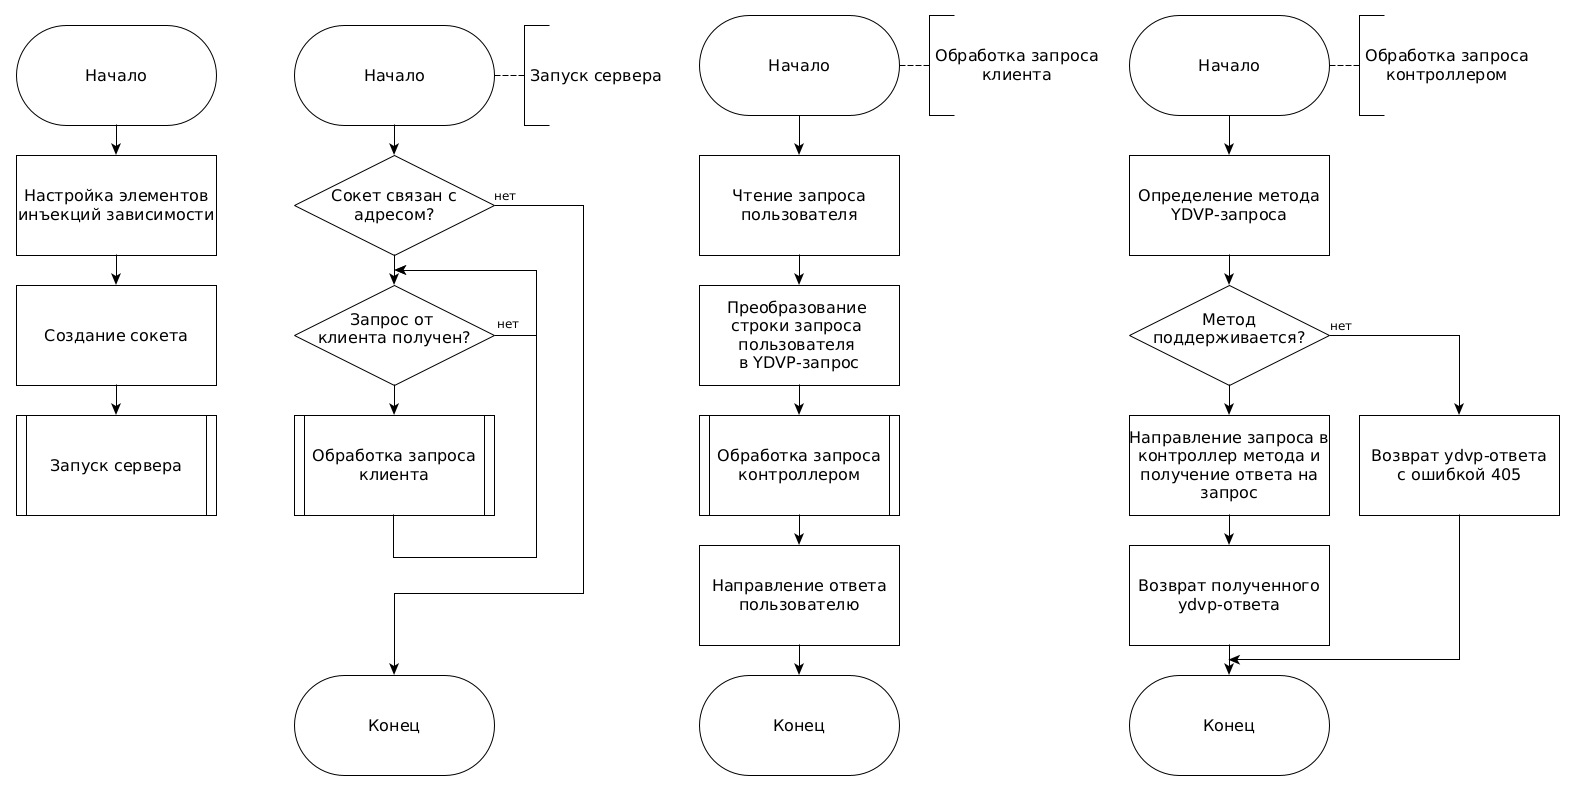 Начало
Настройка элементов
инъекций зависимости
Создание сокета
Запуск сервера
Начало
Запуск сервера
Сокет связан с
адресом?
нет
Запрос от
клиента получен?
нет
Обработка запроса
клиента
Конец
Начало
Обработка запроса
клиента
Чтение запроса
пользователя
Преобразование
строки запроса
пользователя
в YDVP-запрос
Обработка запроса
контроллером
Направление ответа
пользователю
Конец
Начало
Обработка запроса
контроллером
Определение метода
YDVP-запроса
Метод
поддерживается?
нет
Направление запроса в
контроллер метода и
получение ответа на
запрос
Возврат ydvp-ответа
с ошибкой 405
Возврат полученного
ydvp-ответа
Конец